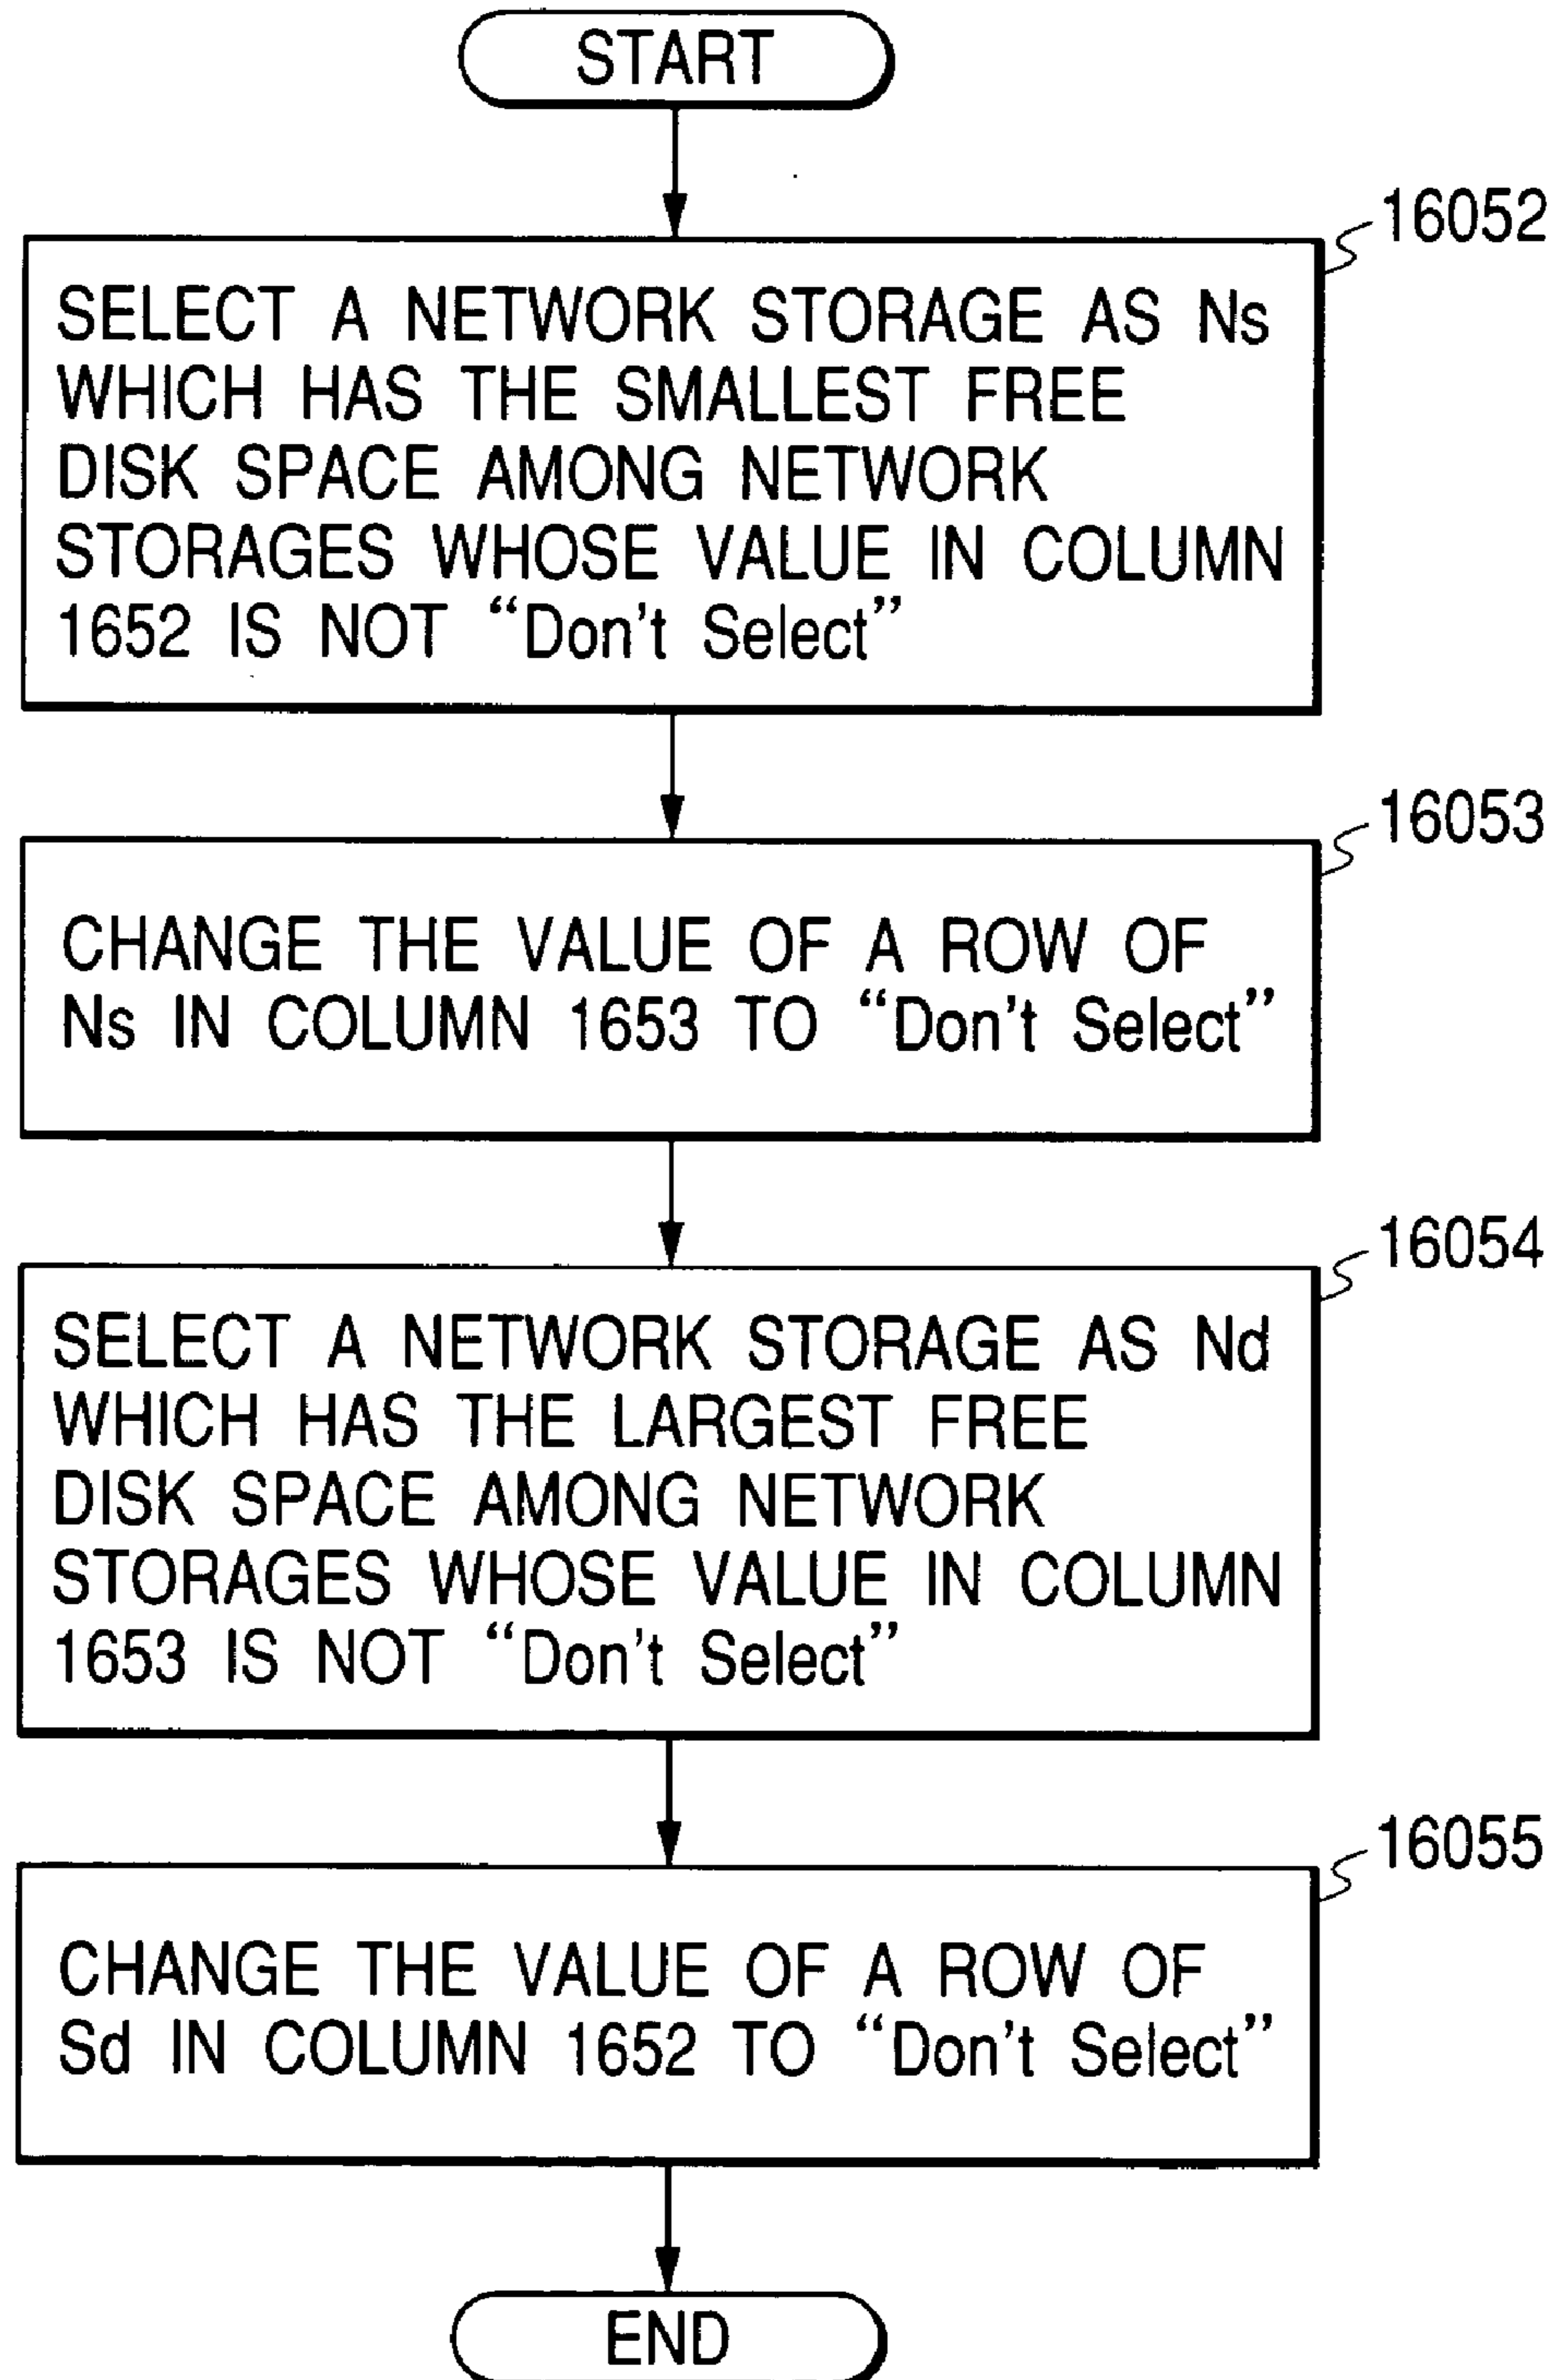 START
16052
SELECT A NETWORK STORAGE AS Ns
WHICH HAS THE SMALLEST FREE
DISK SPACE AMONG NETWORK
STORAGES WHOSE VALUE IN COLUMN
1652 IS NOT “Don't Select”
16053
CHANGE THE VALUE OF A ROW OF
Ns IN COLUMN 1653 TO “Don't Select”
16054
SELECT A NETWORK STORAGE AS Nd
WHICH HAS THE LARGEST FREE
DISK SPACE AMONG NETWORK
STORAGES WHOSE VALUE IN COLUMN
1653 IS NOT “Don't Select”
16055
CHANGE THE VALUE OF A ROW OF
Sd IN COLUMN 1652 TO “Don't Select”
END